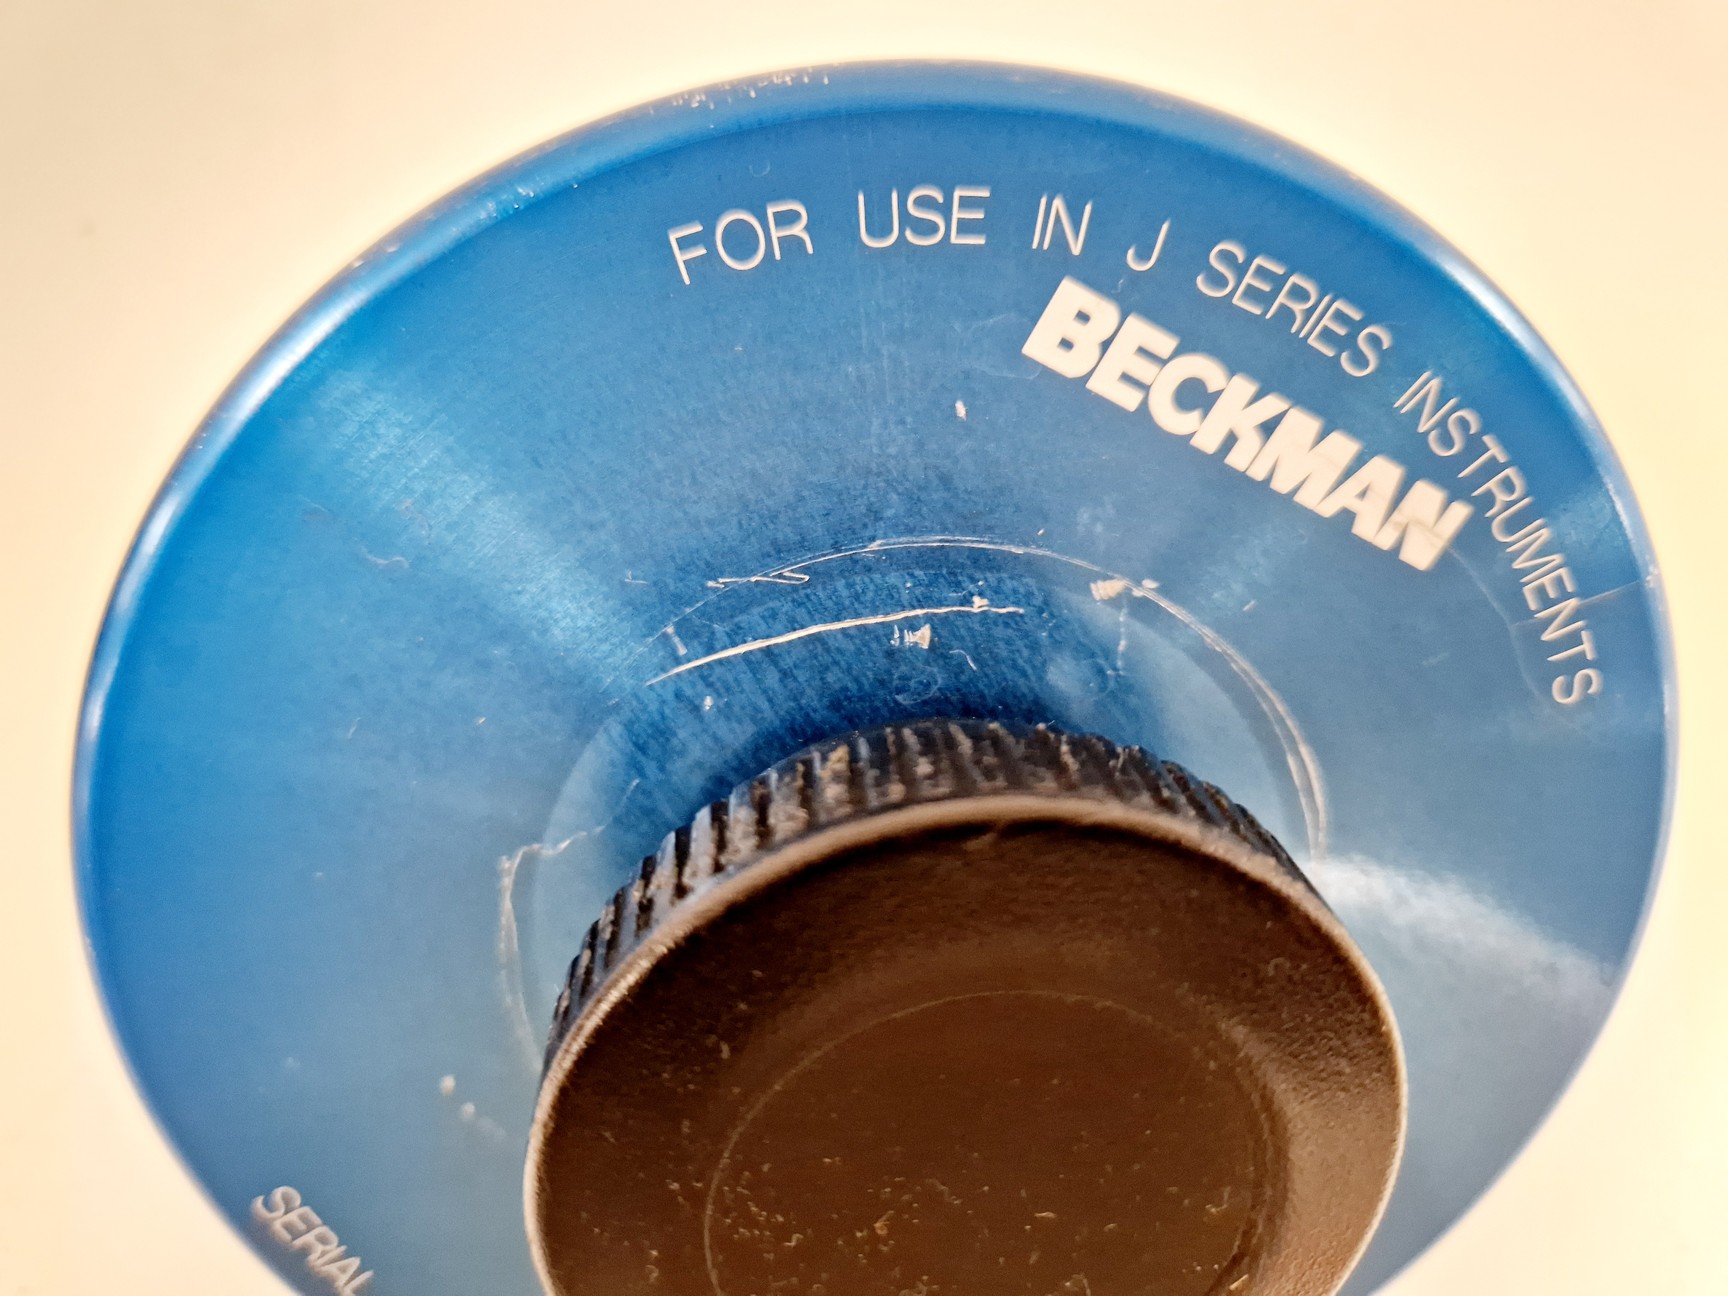 FOR USE IN J SERIES INSTRUMENTS
BECKMAN
SERIAL